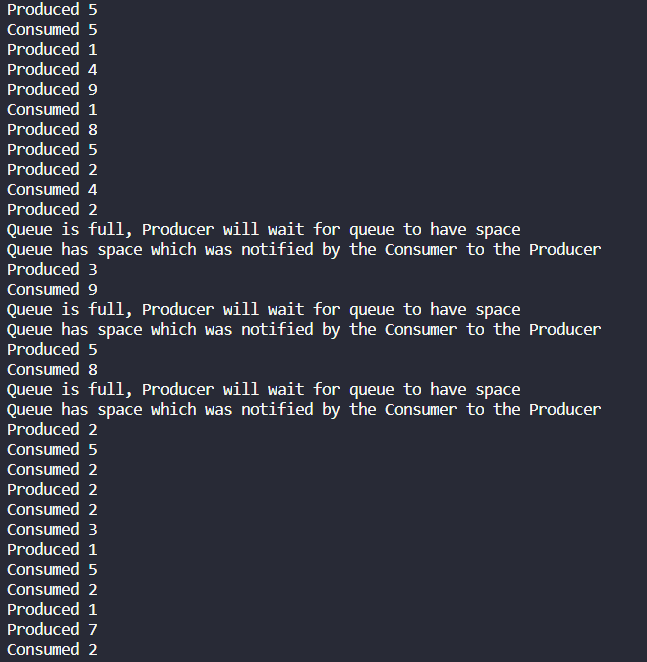 Produced 5
Consumed 5
Produced 1
Produced 4
Produced 9
Consumed 1
Produced 8
Produced 5
Produced 2
Consumed 4
Produced 2
Queue is full, Producer will wait for queue to have space
Queue has space which was notified by the Consumer to the Producer
Produced 3
Consumed 9
Queue is full, Producer will wait for queue to have space
Queue has space which was notified by the Consumer to the Producer
Produced 5
Consumed 8
Queue is full, Producer will wait for queue to have space
Queue has space which was notified by the Consumer to the Producer
Produced 2
Consumed 5
Consumed 2
Produced 2
Consumed 2
Consumed 3
Produced 1
Consumed 5
Consumed 2
Produced 1
Produced 7
Consumed 2